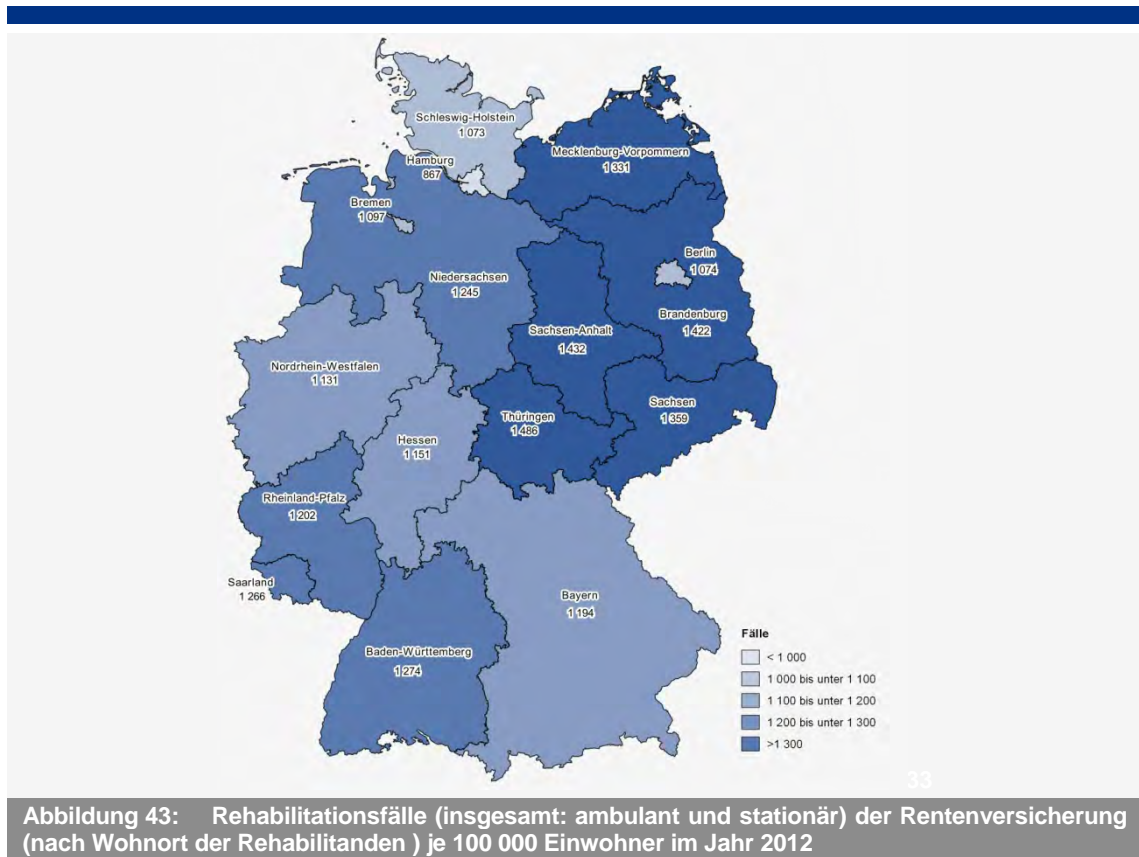 Schleswig-Holstein
1 073
Mecklenburg-Vorpommern
1 331
Hamburg
867
Bremen
1 097
Berlin
1 074
Niedersachsen
1 245
Brandenburg
1 422
Sachsen-Anhalt
1 432
Nordrhein-Westfalen
1 131
Sachsen
1 359
Thüringen
1 486
Hessen
1 151
Rheinland-Pfalz
1 202
Saarland
1 266
Bayern
1 194
Baden-Württemberg
1 274
Fälle
< 1 000
1 000 bis unter 1 100
1 100 bis unter 1 200
1 200 bis unter 1 300
>1 300
33
Abbildung 43: Rehabilitationsfälle (insgesamt: ambulant und stationär) der Rentenversicherung
(nach Wohnort der Rehabilitanden ) je 100 000 Einwohner im Jahr 2012